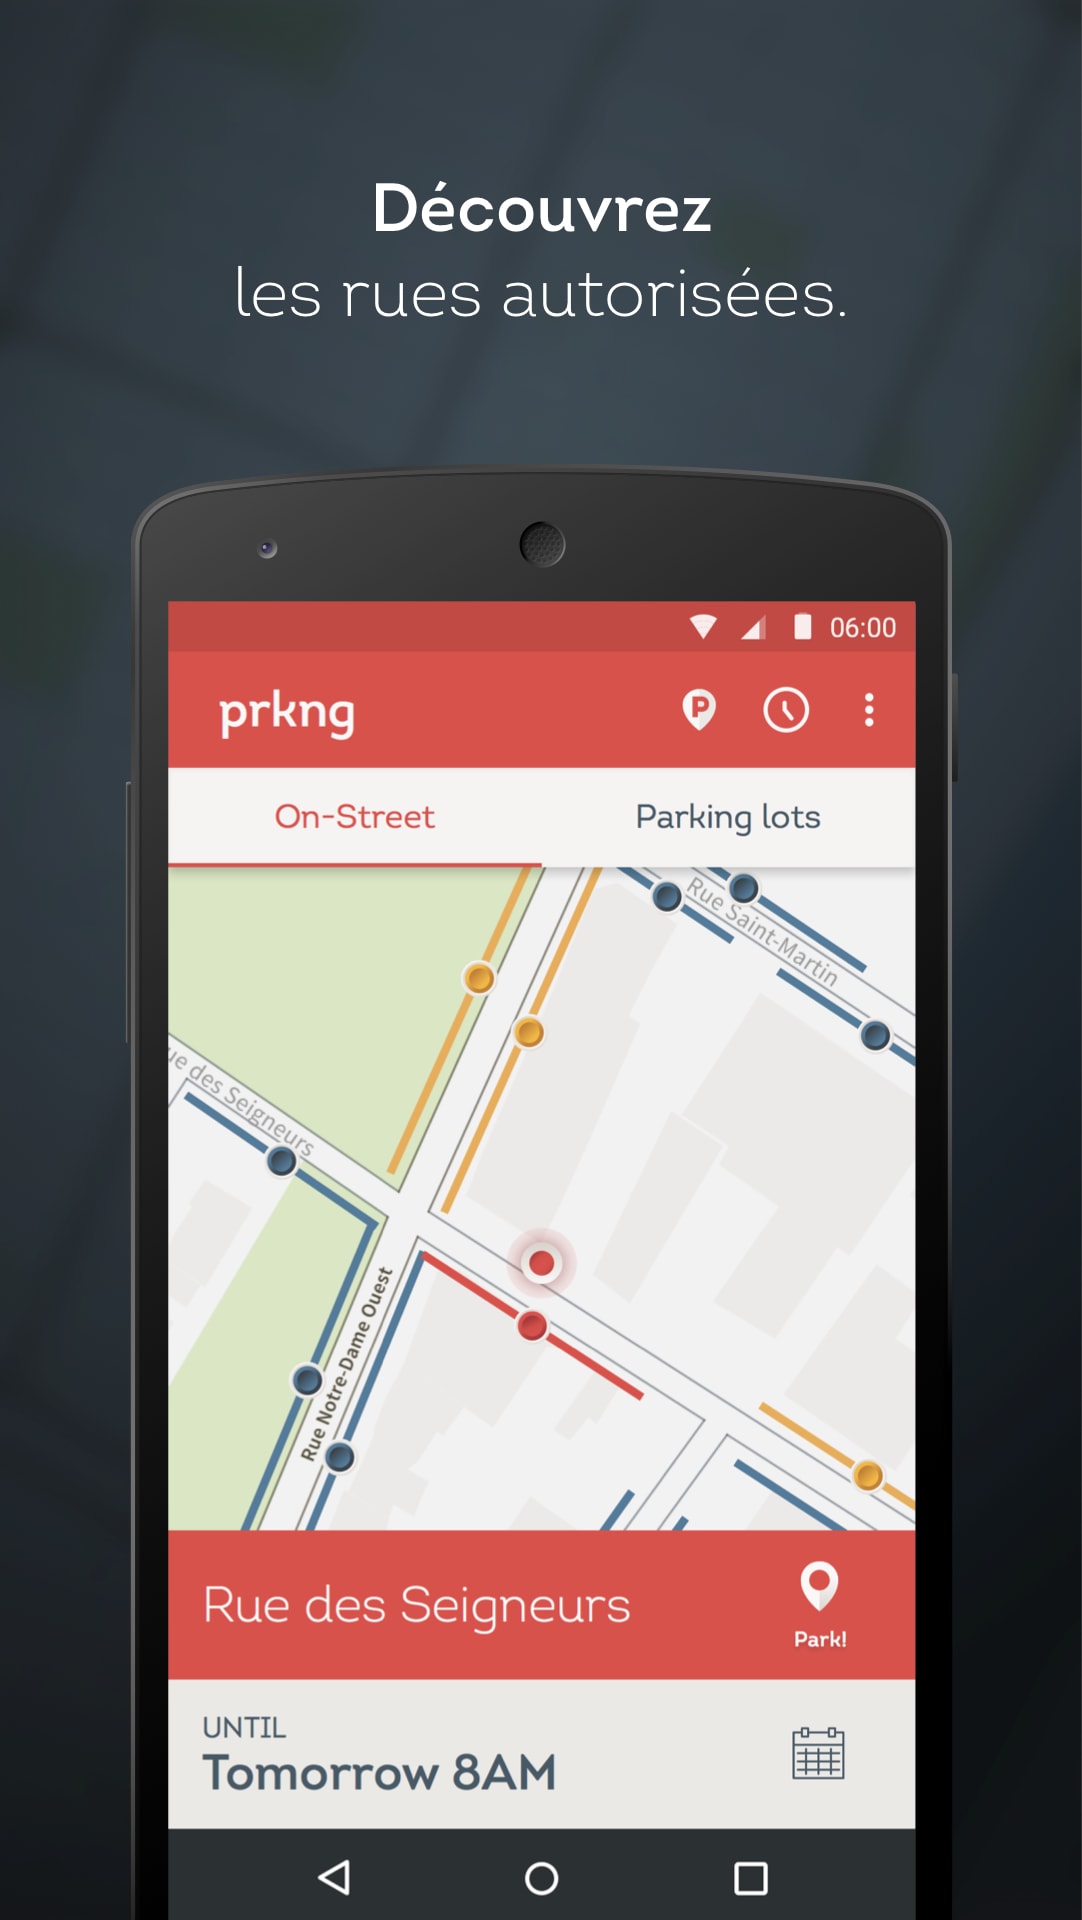 Découvrez
les rues autorisées.
06:00
prkng
P
On-Street
Parking lots
Rue Saint-Martin
ue des Seigneurs
Rue Notre-Dame Ouest
Rue des Seigneurs
Park!
UNTIL
Tomorrow 8AM